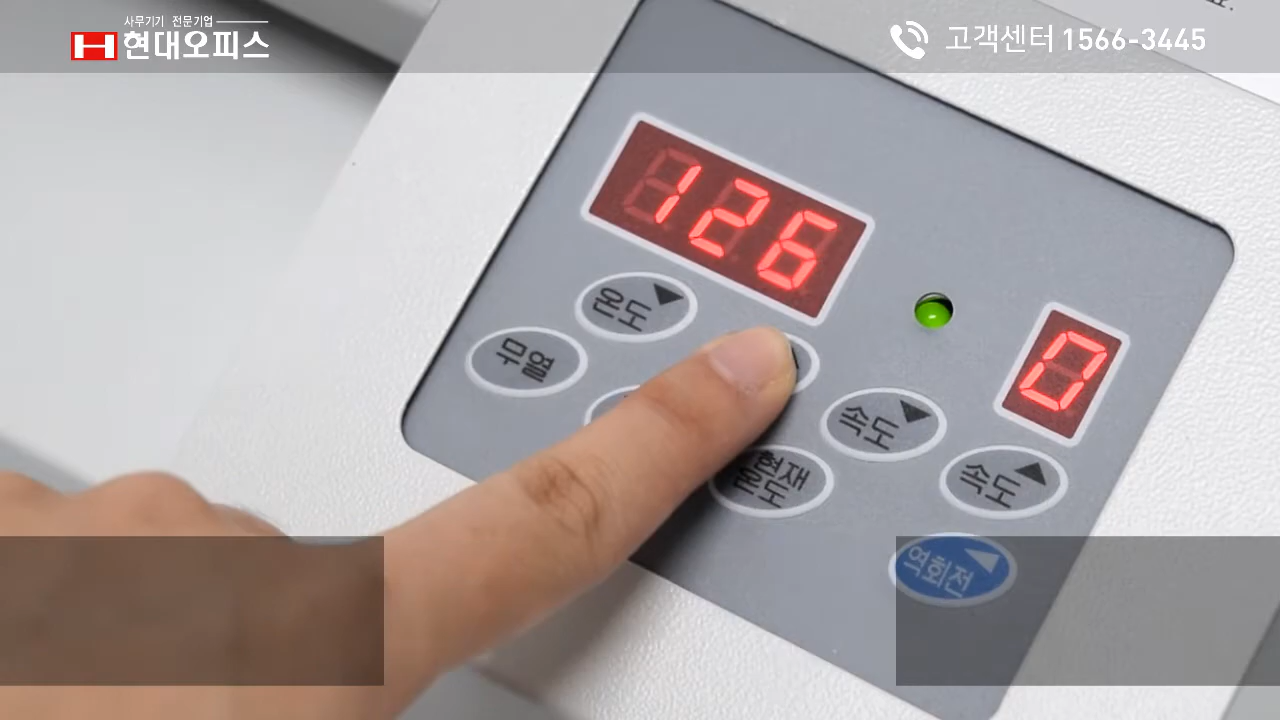 사무기기 전문기업
현대오피스
고객센터 1566-3445
126
온도
무열
0
속도
현재
온도
속도
역회전